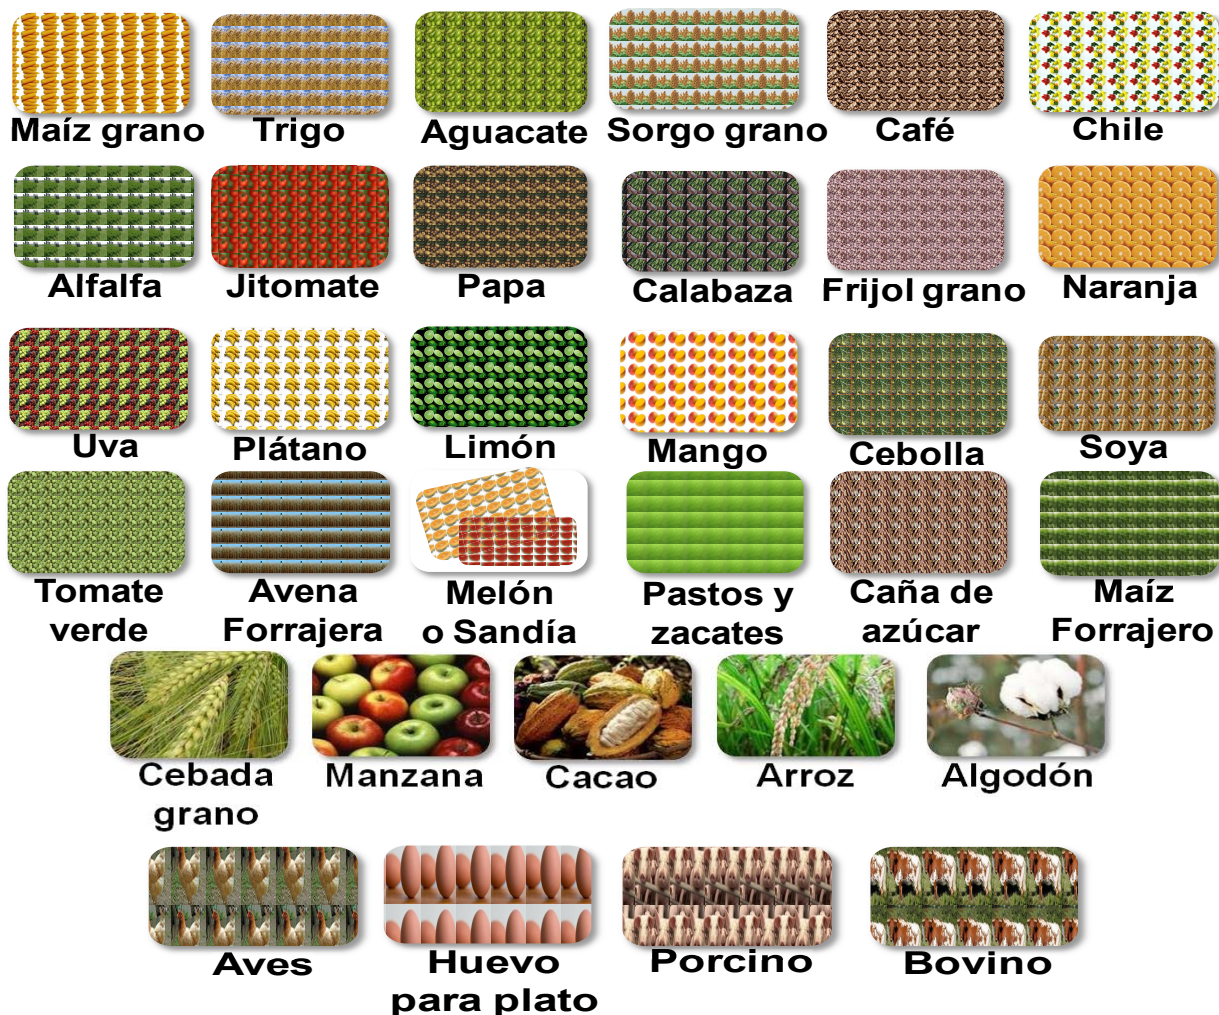 Maíz grano
Trigo
Aguacate
Sorgo grano
Café
Chile
Alfalfa
Jitomate
Papa
Calabaza
Frijol grano
Naranja
Uva
Plátano
Limón
Mango
Cebolla
Soya
Tomate
verde
Avena
Forrajera
Melón
o Sandía
Pastos y
zacates
Caña de
azúcar
Maíz
Forrajero
Cebada
grano
Manzana
Cacao
Arroz
Algodón
Aves
Huevo
para plato
Porcino
Bovino